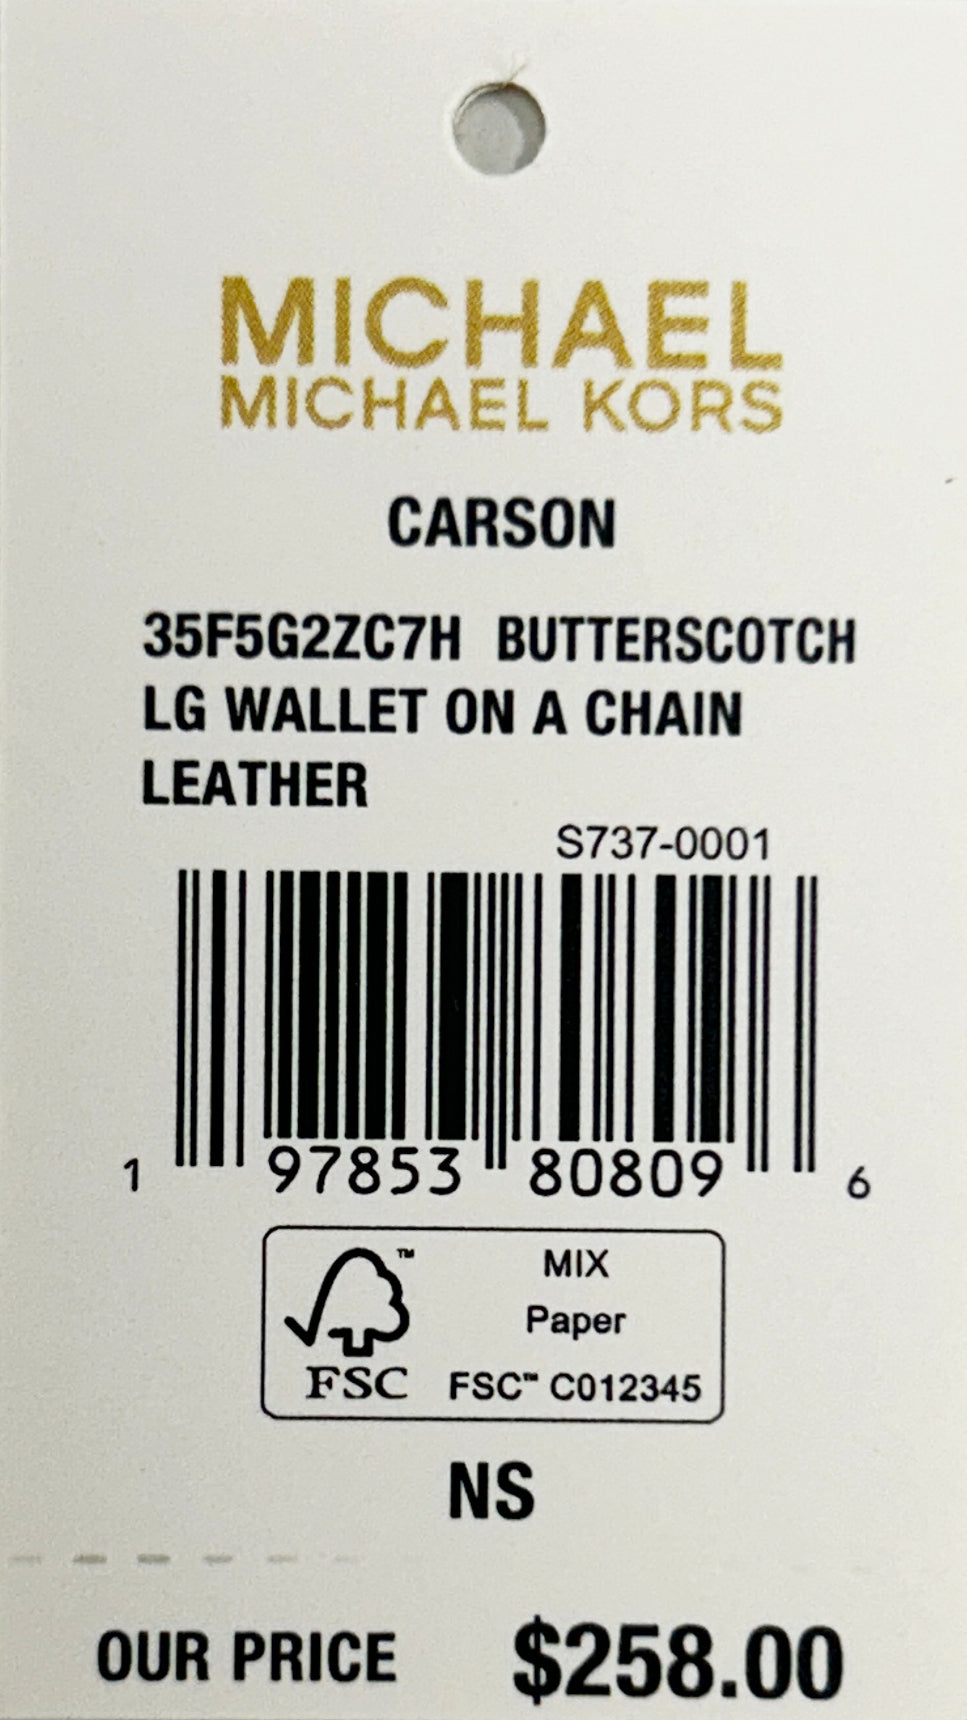 MICHAEL
MICHAEL KORS
CARSON
35F5G2ZC7H BUTTERSCOTCH
LG WALLET ON A CHAIN
LEATHER
S737-0001
1 97853 80809 6
™
MIX
Paper
FSC FSC™ C012345
NS
OUR PRICE $258.00